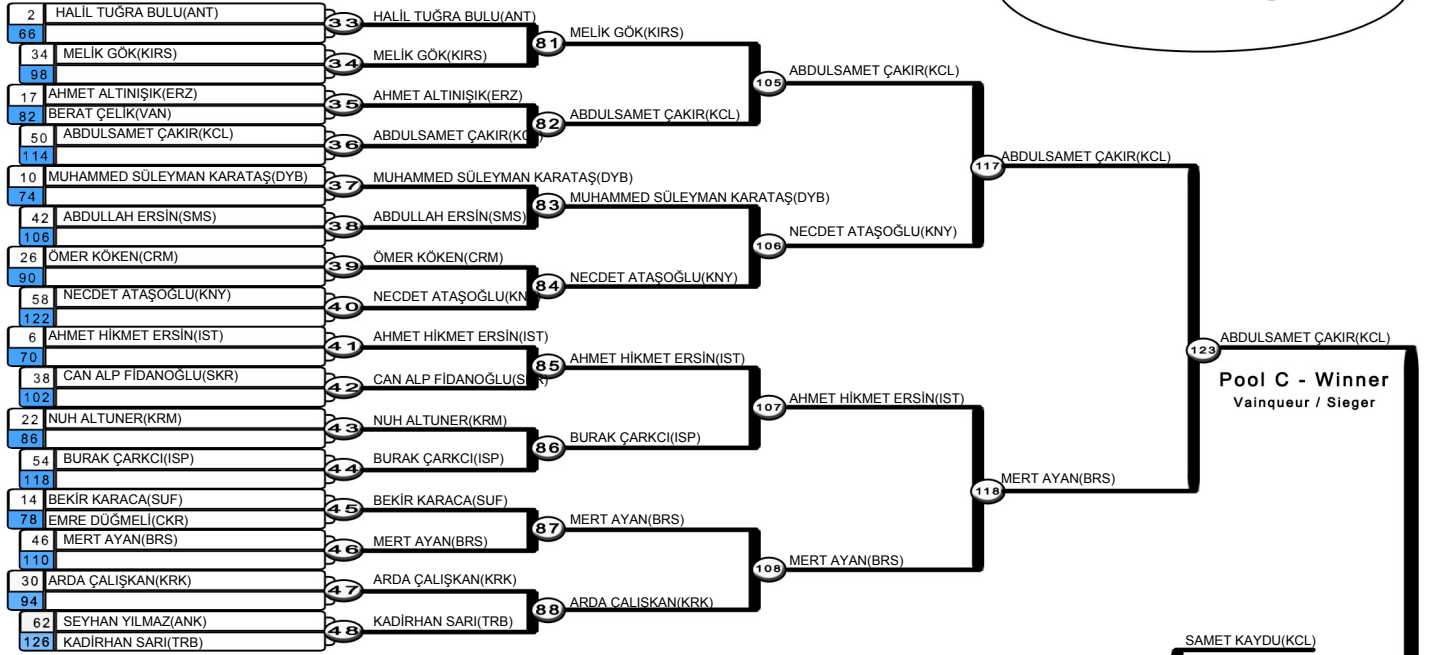 2 HALİL TUĞRA BULU(ANT)
66
33
HALİL TUĞRA BULU(ANT)
34 MELİK GÖK(KIRS)
98
34
MELİK GÖK(KIRS)
81
MELİK GÖK(KIRS)
17 AHMET ALTINIŞIK(ERZ)
82 BERAT ÇELİK(VAN)
35
AHMET ALTINIŞIK(ERZ)
50 ABDULSAMET ÇAKIR(KCL)
114
36
ABDULSAMET ÇAKIR(KC
82
ABDULSAMET ÇAKIR(KCL)
105
ABDULSAMET ÇAKIR(KCL)
10 MUHAMMED SÜLEYMAN KARATAŞ(DYB)
74
37
MUHAMMED SÜLEYMAN KARATAŞ(DYB)
42 ABDULLAH ERSİN(SMS)
106
38
ABDULLAH ERSİN(SMS)
83
MUHAMMED SÜLEYMAN KARATAŞ(DYB)
26 ÖMER KÖKEN(CRM)
90
39
ÖMER KÖKEN(CRM)
58 NECDET ATAŞOĞLU(KNY)
122
40
NECDET ATAŞOĞLU(KN
84
NECDET ATAŞOĞLU(KNY)
106
NECDET ATAŞOĞLU(KNY)
117
ABDULSAMET ÇAKIR(KCL)
6 AHMET HİKMET ERSİN(IST)
70
41
AHMET HİKMET ERSİN(IST)
38 CAN ALP FİDANOĞLU(SKR)
102
42
CAN ALP FİDANOĞLU(SKR)
85
AHMET HİKMET ERSİN(IST)
22 NUH ALTUNER(KRM)
86
43
NUH ALTUNER(KRM)
54 BURAK ÇARKCI(ISP)
118
44
BURAK ÇARKCI(ISP)
86
BURAK ÇARKCI(ISP)
107
AHMET HİKMET ERSİN(IST)
14 BEKİR KARACA(SUF)
78 EMRE DÜĞMELİ(CKR)
45
BEKİR KARACA(SUF)
46 MERT AYAN(BRS)
110
46
MERT AYAN(BRS)
87
MERT AYAN(BRS)
30 ARDA ÇALIŞKAN(KRK)
94
47
ARDA ÇALIŞKAN(KRK)
62 SEYHAN YILMAZ(ANK)
126 KADİRHAN SARI(TRB)
48
KADİRHAN SARI(TRB)
88
ARDA ÇALIŞKAN(KRK)
108
MERT AYAN(BRS)
118
MERT AYAN(BRS)
123
ABDULSAMET ÇAKIR(KCL)
Pool C - Winner
Vainqueur / Sieger
SAMET KAYDU(KCL)